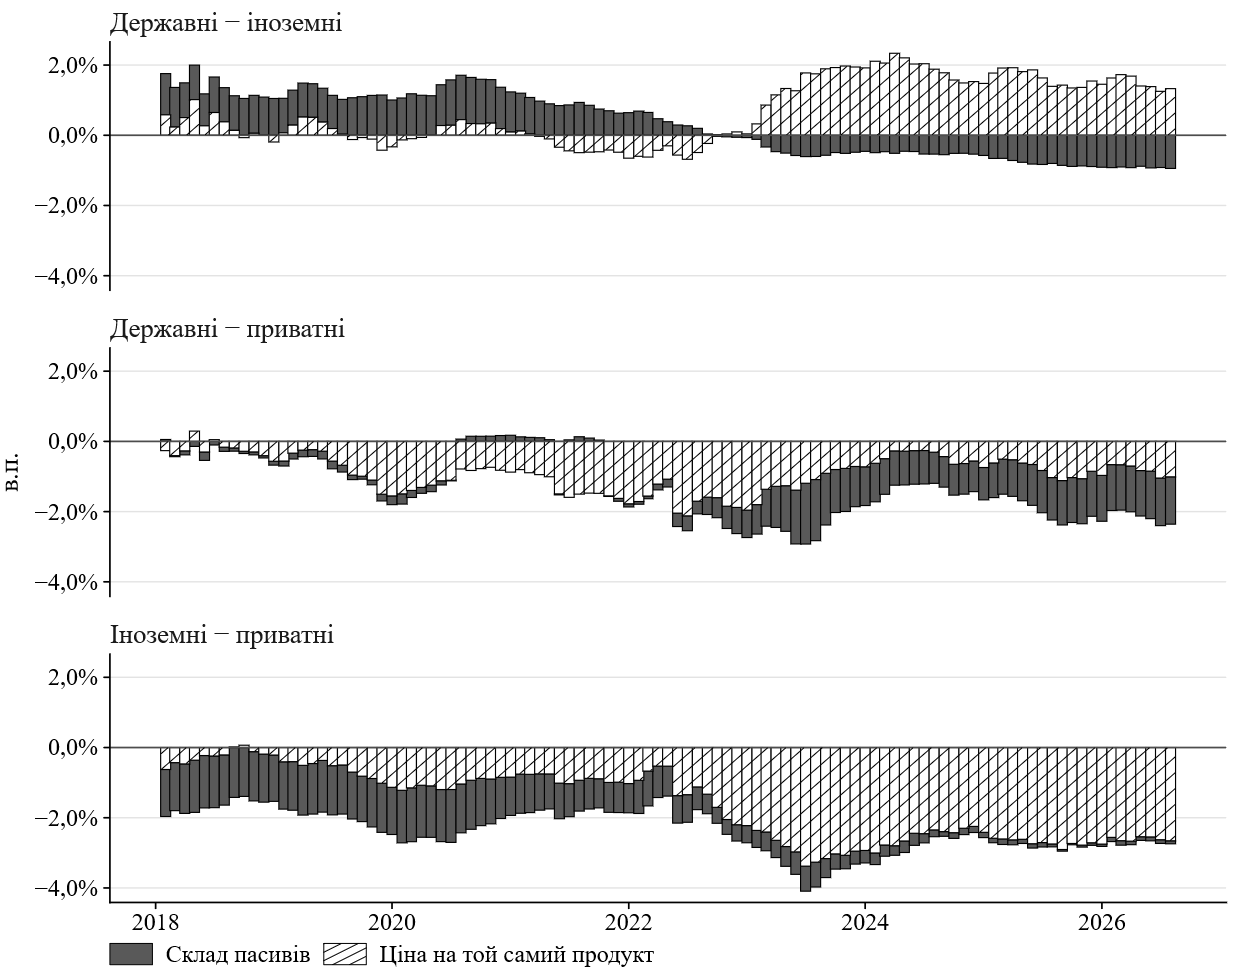 Державні − іноземні
2,0%
0,0%
−2,0%
−4,0%
Державні − приватні
2,0%
0,0%
−2,0%
−4,0%
в.п.
Іноземні − приватні
2,0%
0,0%
−2,0%
−4,0%
2018 2020 2022 2024 2026
Склад пасивів Ціна на той самий продукт